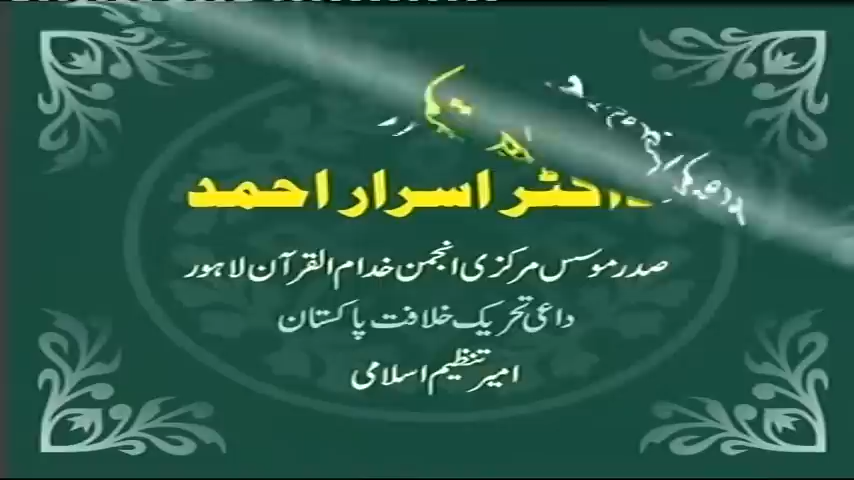 ڈاکٹر اسرار احمد
صدر موسس مرکزی انجمن خدام القرآن لاہور
داعی تحریک خلافت پاکستان
امیر تنظیم اسلامی